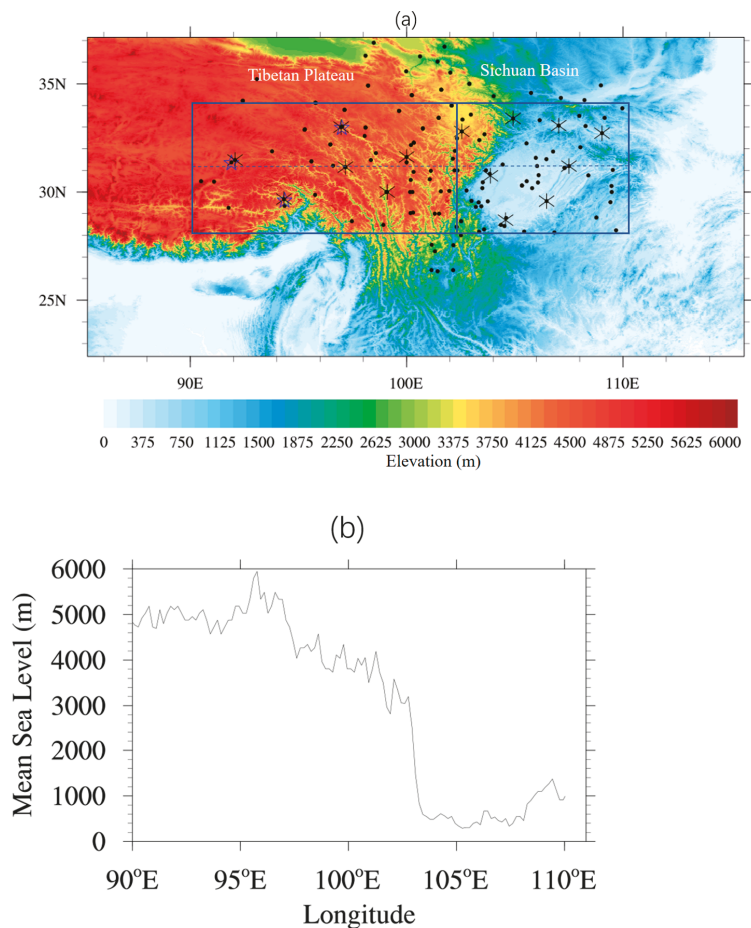 (a)
Tibetan Plateau Sichuan Basin
35N
30N
25N
90E 100E 110E
0 375 750 1125 1500 1875 2250 2625 3000 3375 3750 4125 4500 4875 5250 5625 6000
Elevation (m)
(b)
Mean Sea Level (m)
6000
5000
4000
3000
2000
1000
0
90°E 95°E 100°E 105°E 110°E
Longitude